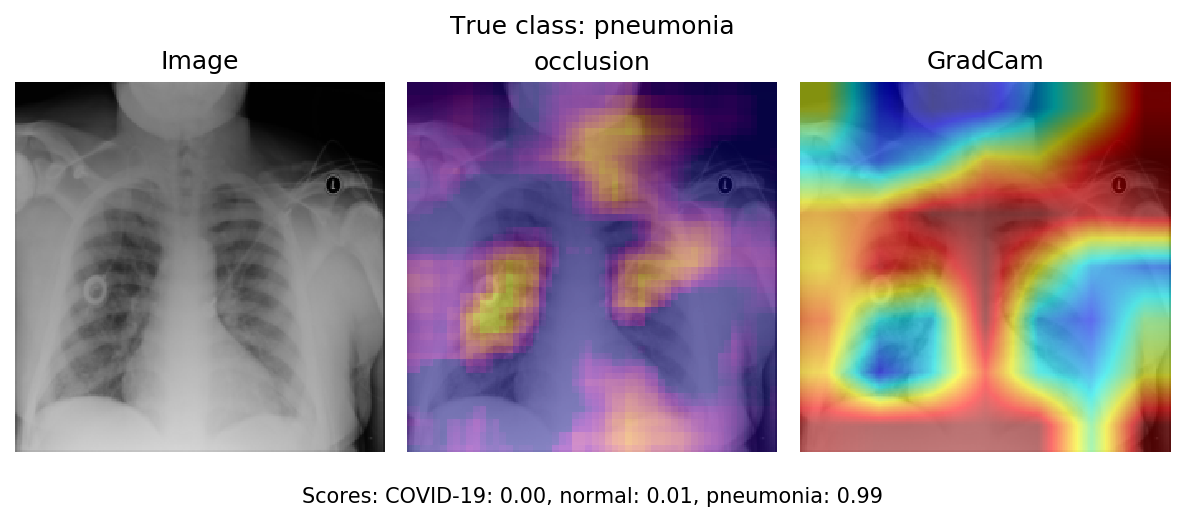 True class: pneumonia
Image
occlusion
GradCam
Scores: COVID-19: 0.00, normal: 0.01, pneumonia: 0.99